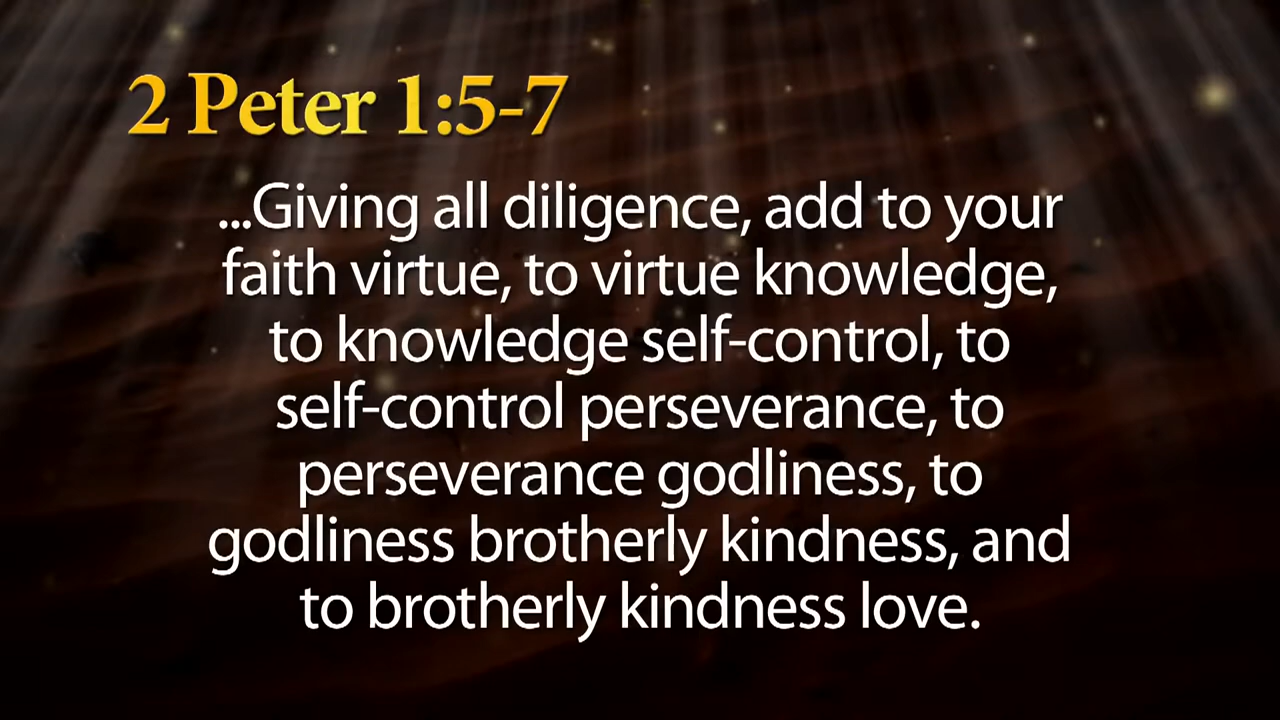 2 Peter 1:5-7
...Giving all diligence, add to your
faith virtue, to virtue knowledge,
to knowledge self-control, to
self-control perseverance, to
perseverance godliness, to
godliness brotherly kindness, and
to brotherly kindness love.